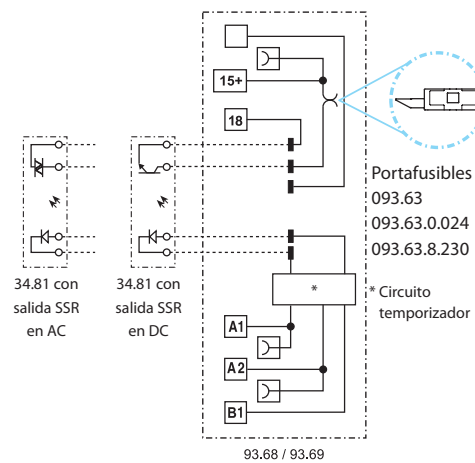 15+
18
Portafusibles
093.63
093.63.0.024
093.63.8.230
34.81 con
salida SSR
en AC
34.81 con
salida SSR
en DC
*
* Circuito
temporizador
A1
A2
B1
93.68 / 93.69